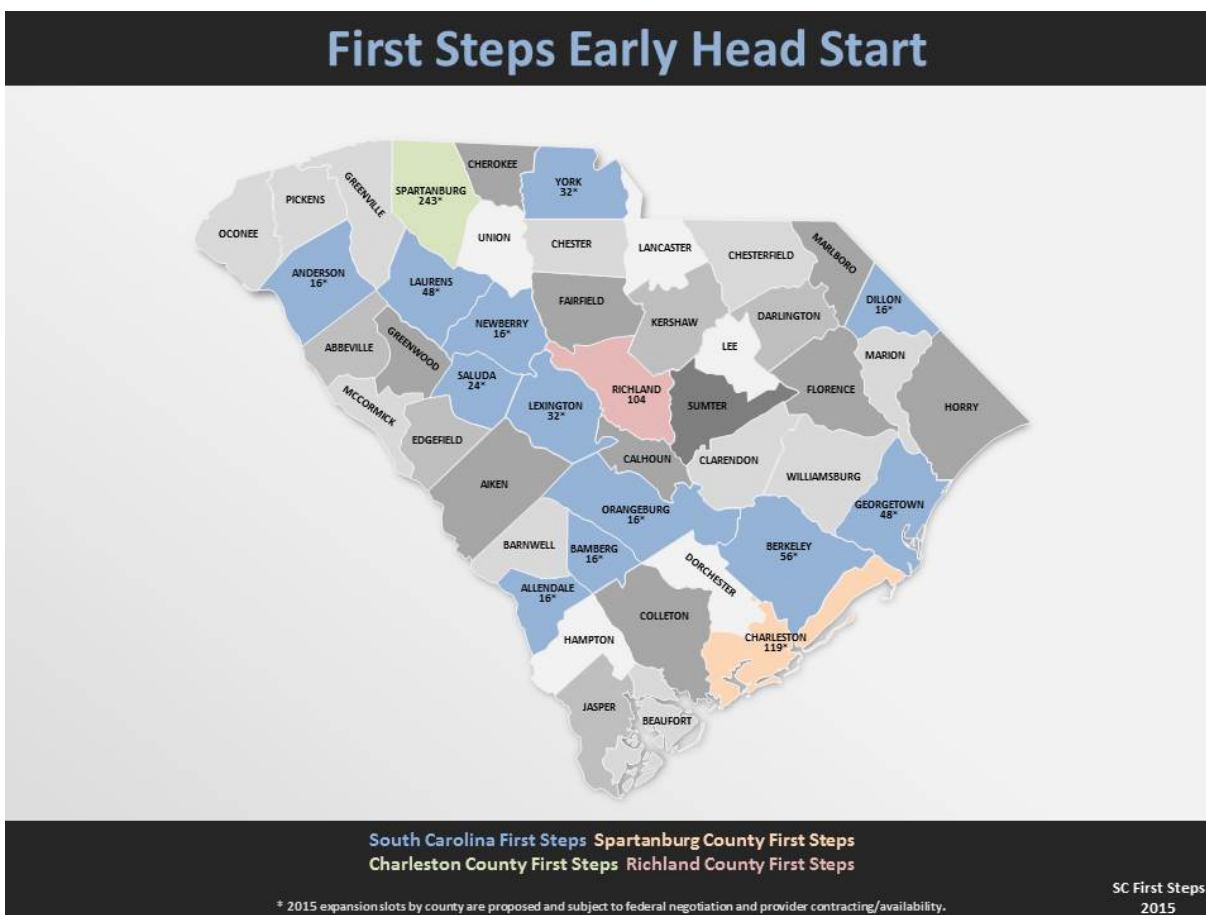 First Steps Early Head Start
CHEROKEE
YORK
32*
SPARTANBURG
243*
GREENVILLE
PICKENS
OCONEE
UNION
CHESTER
LANCASTER
CHESTERFIELD
MARLBORO
ANDERSON
16*
LAURENS
48*
DILLON
16*
FAIRFIELD
KERSHAW
DARLINGTON
NEWBERRY
16*
ABBEVILLE
GREENWOOD
LEE
MARION
SALUDA
24*
RICHLAND
104
FLORENCE
MCCORMICK
LEXINGTON
32*
SUMTER
HORRY
EDGEFIELD
CALHOUN
CLARENDON
WILLIAMSBURG
AIKEN
ORANGEBURG
16*
GEORGETOWN
48*
BARNWELL
BAMBERG
16*
BERKELEY
56*
DORCHESTER
ALLENDALE
16*
COLLETON
HAMPTON
CHARLESTON
119*
JASPER
BEAUFORT
South Carolina First Steps Spartanburg County First Steps
Charleston County First Steps Richland County First Steps
* 2015 expansion slots by county are proposed and subject to federal negotiation and provider contracting/availability.
SC First Steps
2015